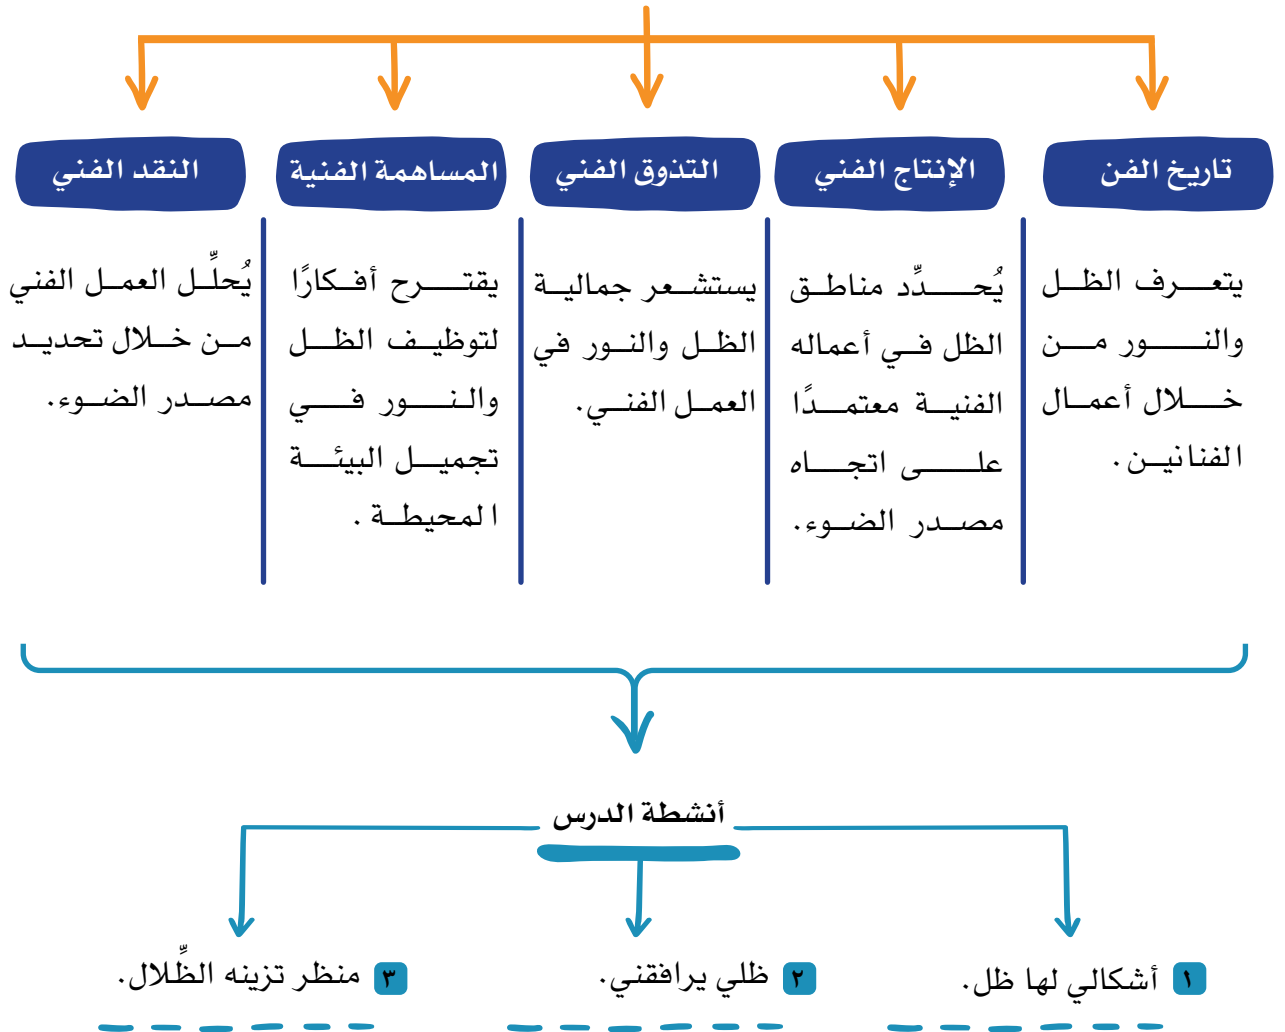 تاريخ الفن
يتعرف الظل
والنور من
خلال أعمال
الفنانين.
الإنتاج الفني
يُحدِّد مناطق
الظل في أعماله
الفنية معتمدًا
على اتجاه
مصدر الضوء.
التذوق الفني
يستشعر جمالية
الظل والنور في
العمل الفني.
المساهمة الفنية
يقترح أفكارًا
لتوظيف الظل
والنور في
تجميل البيئة
المحيطة.
النقد الفني
يُحلِّل العمل الفني
من خلال تحديد
مصدر الضوء.
أنشطة الدرس
١ أشكالي لها ظل.
٢ ظلي يرافقني.
٣ منظر تزينه الظِّلال.